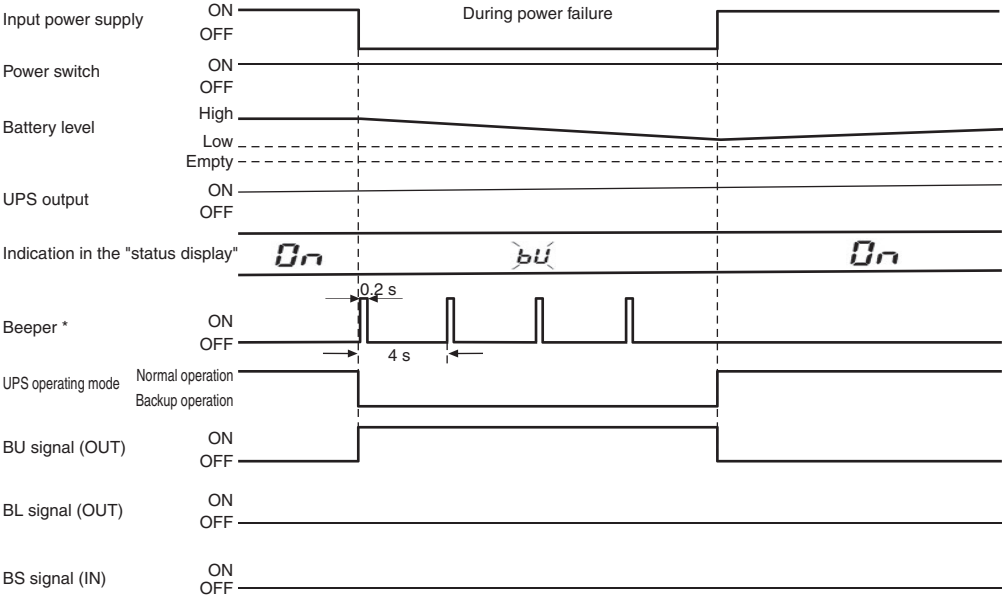 Input power supply ON During power failure
OFF
Power switch ON
OFF
Battery level High
Low
Empty
UPS output ON
OFF
Indication in the "status display" On bU On
0.2 s
Beeper * ON
OFF
4 s
UPS operating mode Normal operation
Backup operation
BU signal (OUT) ON
OFF
BL signal (OUT) ON
OFF
BS signal (IN) ON
OFF